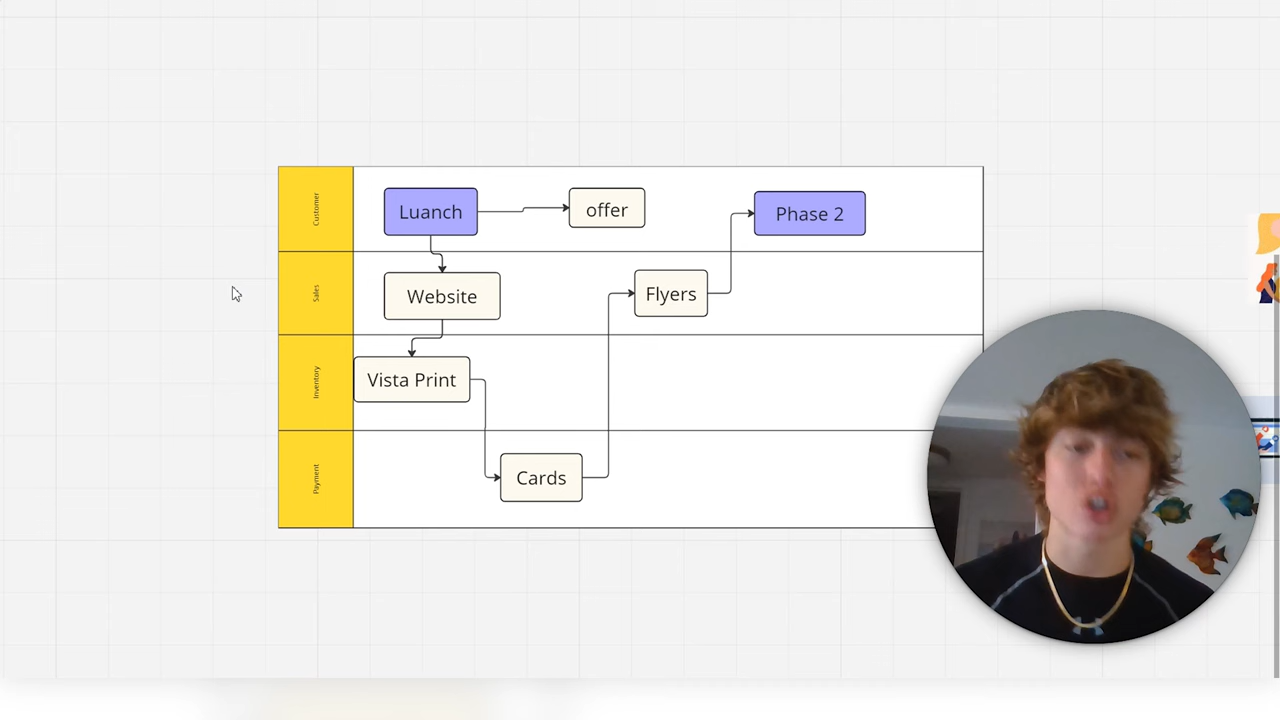 Customer
Luanch
offer
Phase 2
Sales
Website
Flyers
Inventory
Vista Print
Payment
Cards